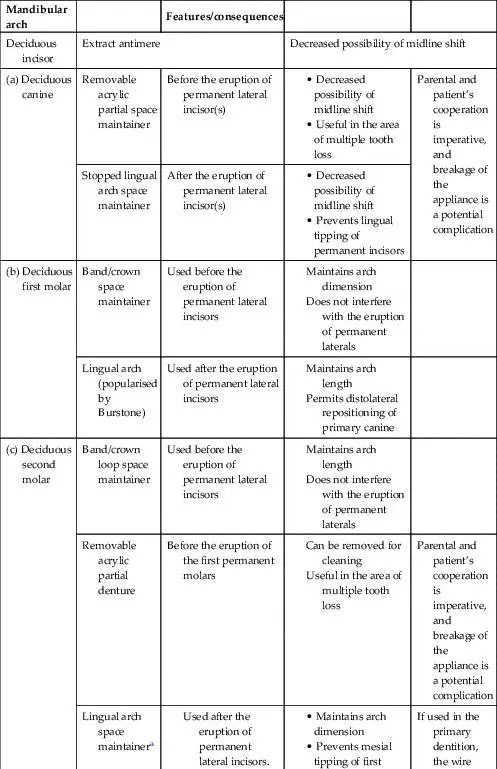 Mandibular
arch
Features/consequences
Deciduous
incisor
Extract antimere
Decreased possibility of midline shift
(a) Deciduous
canine
Removable
acrylic
partial space
maintainer
Before the eruption of
permanent lateral
incisor(s)
• Decreased
possibility of
midline shift
• Useful in the area
of multiple tooth
loss
Parental and
patient's
cooperation
is
imperative,
and
breakage of
the
appliance is
a potential
complication
Stopped lingual
arch space
maintainer
After the eruption of
permanent lateral
incisor(s)
• Decreased
possibility of
midline shift
• Prevents lingual
tipping of
permanent incisors
(b) Deciduous
first molar
Band/crown
space
maintainer
Used before the
eruption of
permanent lateral
incisors
Maintains arch
dimension
Does not interfere
with the eruption
of permanent
laterals
Lingual arch
(popularised
by
Burstone)
Used after the eruption
of permanent lateral
incisors
Maintains arch
length
Permits distolateral
repositioning of
primary canine
(c) Deciduous
second
molar
Band/crown
loop space
maintainer
Used before the
eruption of
permanent lateral
incisors
Maintains arch
length
Does not interfere
with the eruption
of permanent
laterals
Removable
acrylic
partial
denture
Before the eruption of
the first permanent
molars
Can be removed for
cleaning
Useful in the area of
multiple tooth
loss
Parental and
patient's
cooperation
is
imperative,
and
breakage of
the
appliance is
a potential
complication
Lingual arch
space
maintainera
Used after the
eruption of
permanent
lateral incisors.
• Maintains arch
dimension
• Prevents mesial
tipping of first
If used in the
primary
dentition,
the wire